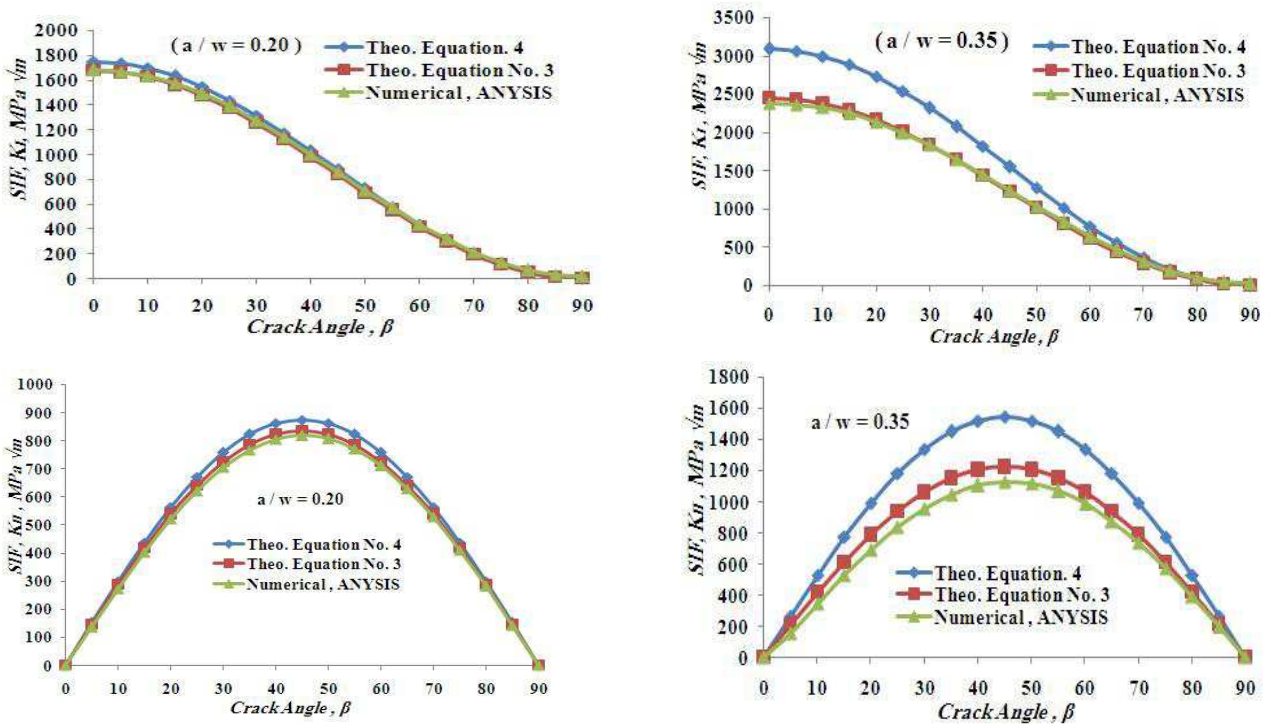 2000
1800
1600
1400
1200
1000
800
600
400
200
0
SIF, KI, MPa √m
( a / w = 0.20 )
Theo. Equation. 4
Theo. Equation No. 3
Numerical , ANYSIS
0 10 20 30 40 50 60 70 80 90
Crack Angle , β
3500
3000
2500
2000
1500
1000
500
0
SIF, KI, MPa √m
( a / w = 0.35 )
Theo. Equation No. 4
Theo. Equation No. 3
Numerical , ANYSIS
0 10 20 30 40 50 60 70 80 90
Crack Angle , β
1000
900
800
700
600
500
400
300
200
100
0
SIF, KII, MPa √m
a / w = 0.20
Theo. Equation No. 4
Theo. Equation No. 3
Numerical , ANYSIS
0 10 20 30 40 50 60 70 80 90
Crack Angle , β
1800
1600
1400
1200
1000
800
600
400
200
0
SIF, KII, MPa √m
a / w = 0.35
Theo. Equation. 4
Theo. Equation No. 3
Numerical , ANYSIS
0 10 20 30 40 50 60 70 80 90
Crack Angle , β